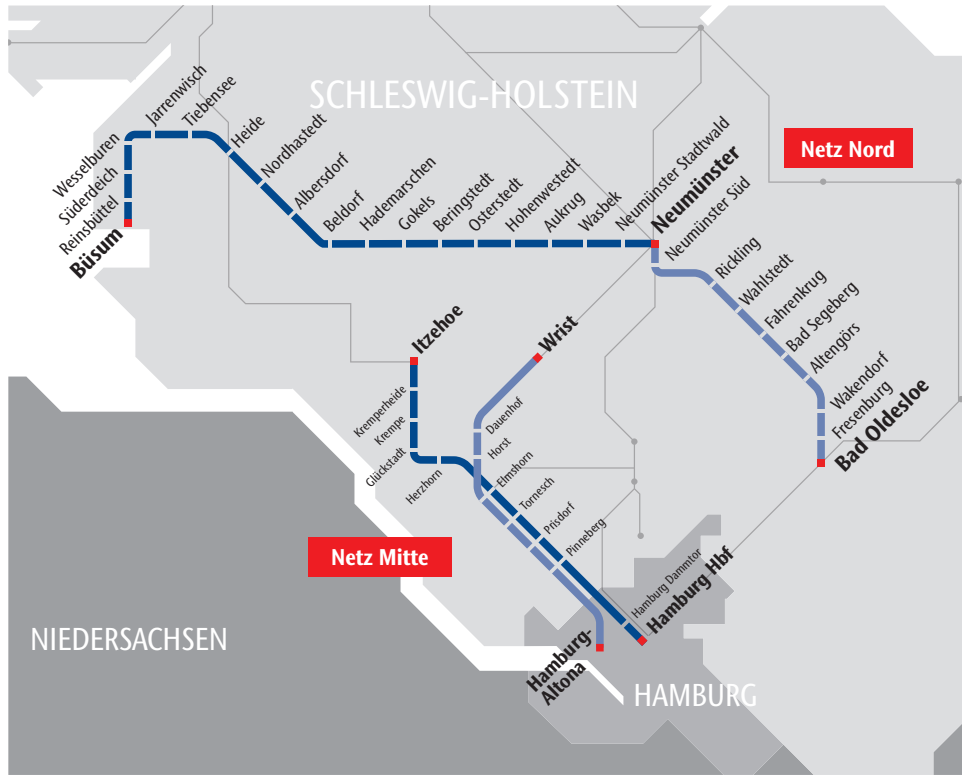 SCHLESWIG-HOLSTEIN
Netz Nord
Büsum
Reinsbüttel
Süderdeich
Wesselburen
Jarrenwisch
Tiebensee
Heide
Nordhastedt
Albersdorf
Beldorf
Hademarschen
Gokels
Beringstedt
Osterstedt
Hohenwestedt
Aukrug
Wasbek
Neumünster Stadtwald
Neumünster
Neumünster Süd
Rickling
Wahlstedt
Fahrenkrug
Bad Segeberg
Altengörs
Wakendorf
Fresenburg
Bad Oldesloe
Itzehoe
Kremperheide
Krempe
Glückstadt
Herzhorn
Wrist
Dauenhof
Horst
Elmshorn
Tornesch
Prisdorf
Pinneberg
Hamburg Dammtor
Hamburg Hbf
Hamburg-
Altona
Netz Mitte
NIEDERSACHSEN
HAMBURG